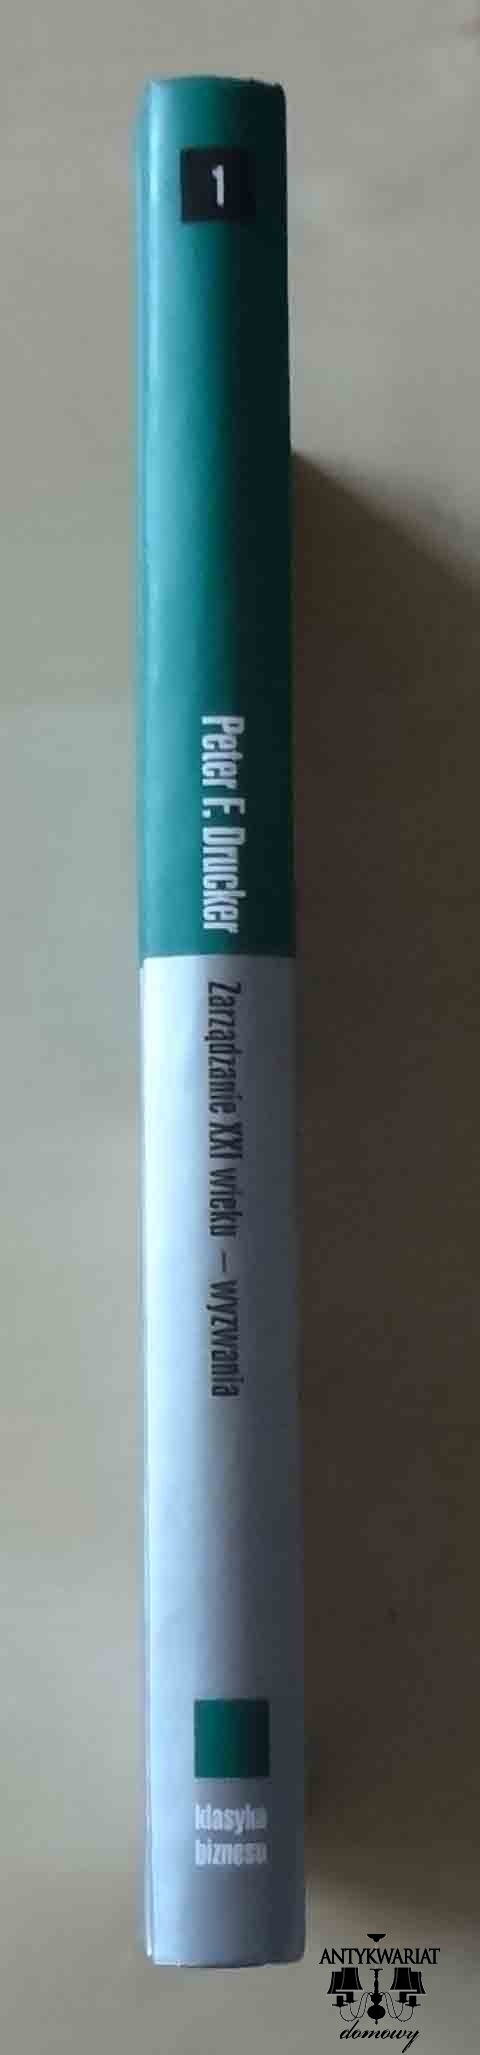 1
Peter F. Drucker
Zarządzanie XXI wieku – wyzwania
klasyka
biznesu
ANTYKWARIAT
domowy